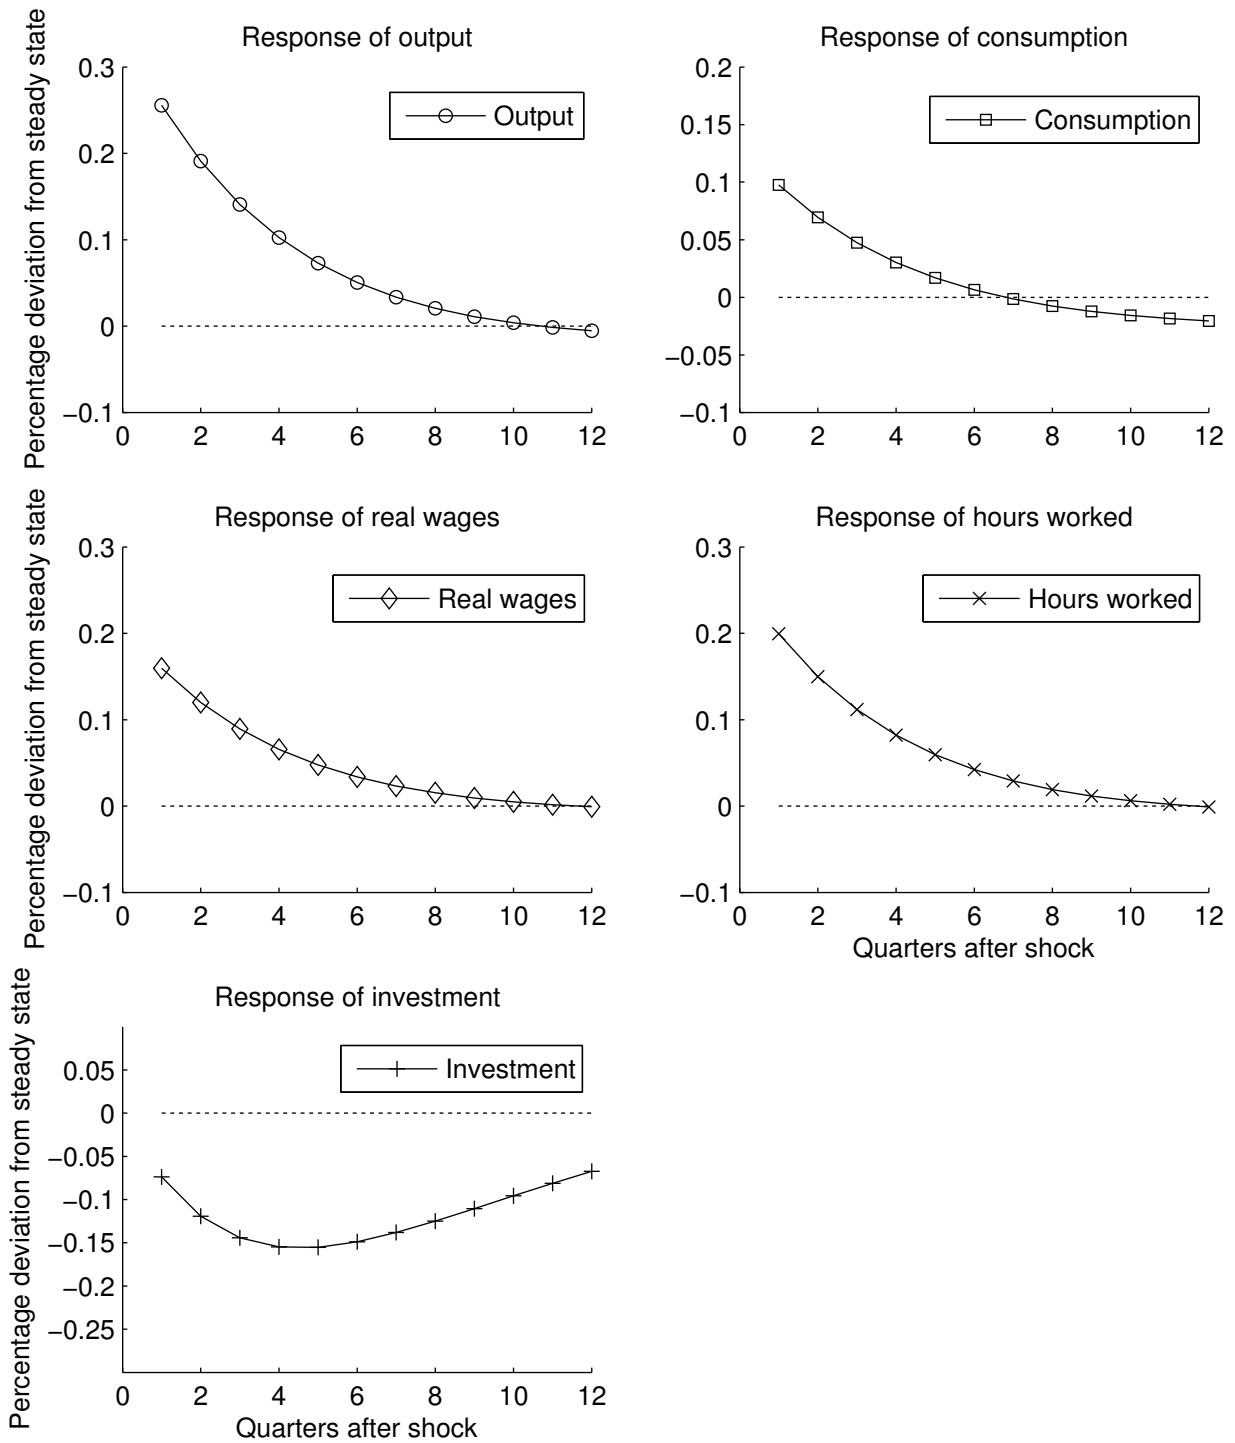 Response of output
Percentage deviation from steady state
0.3
0.2
0.1
0
−0.1
Output
0 2 4 6 8 10 12
Response of consumption
0.2
0.15
0.1
0.05
0
−0.05
−0.1
Consumption
0 2 4 6 8 10 12
Response of real wages
Percentage deviation from steady state
0.3
0.2
0.1
0
−0.1
Real wages
0 2 4 6 8 10 12
Response of hours worked
0.3
0.2
0.1
0
−0.1
Hours worked
0 2 4 6 8 10 12
Quarters after shock
Response of investment
Percentage deviation from steady state
0.05
0
−0.05
−0.1
−0.15
−0.2
−0.25
Investment
0 2 4 6 8 10 12
Quarters after shock